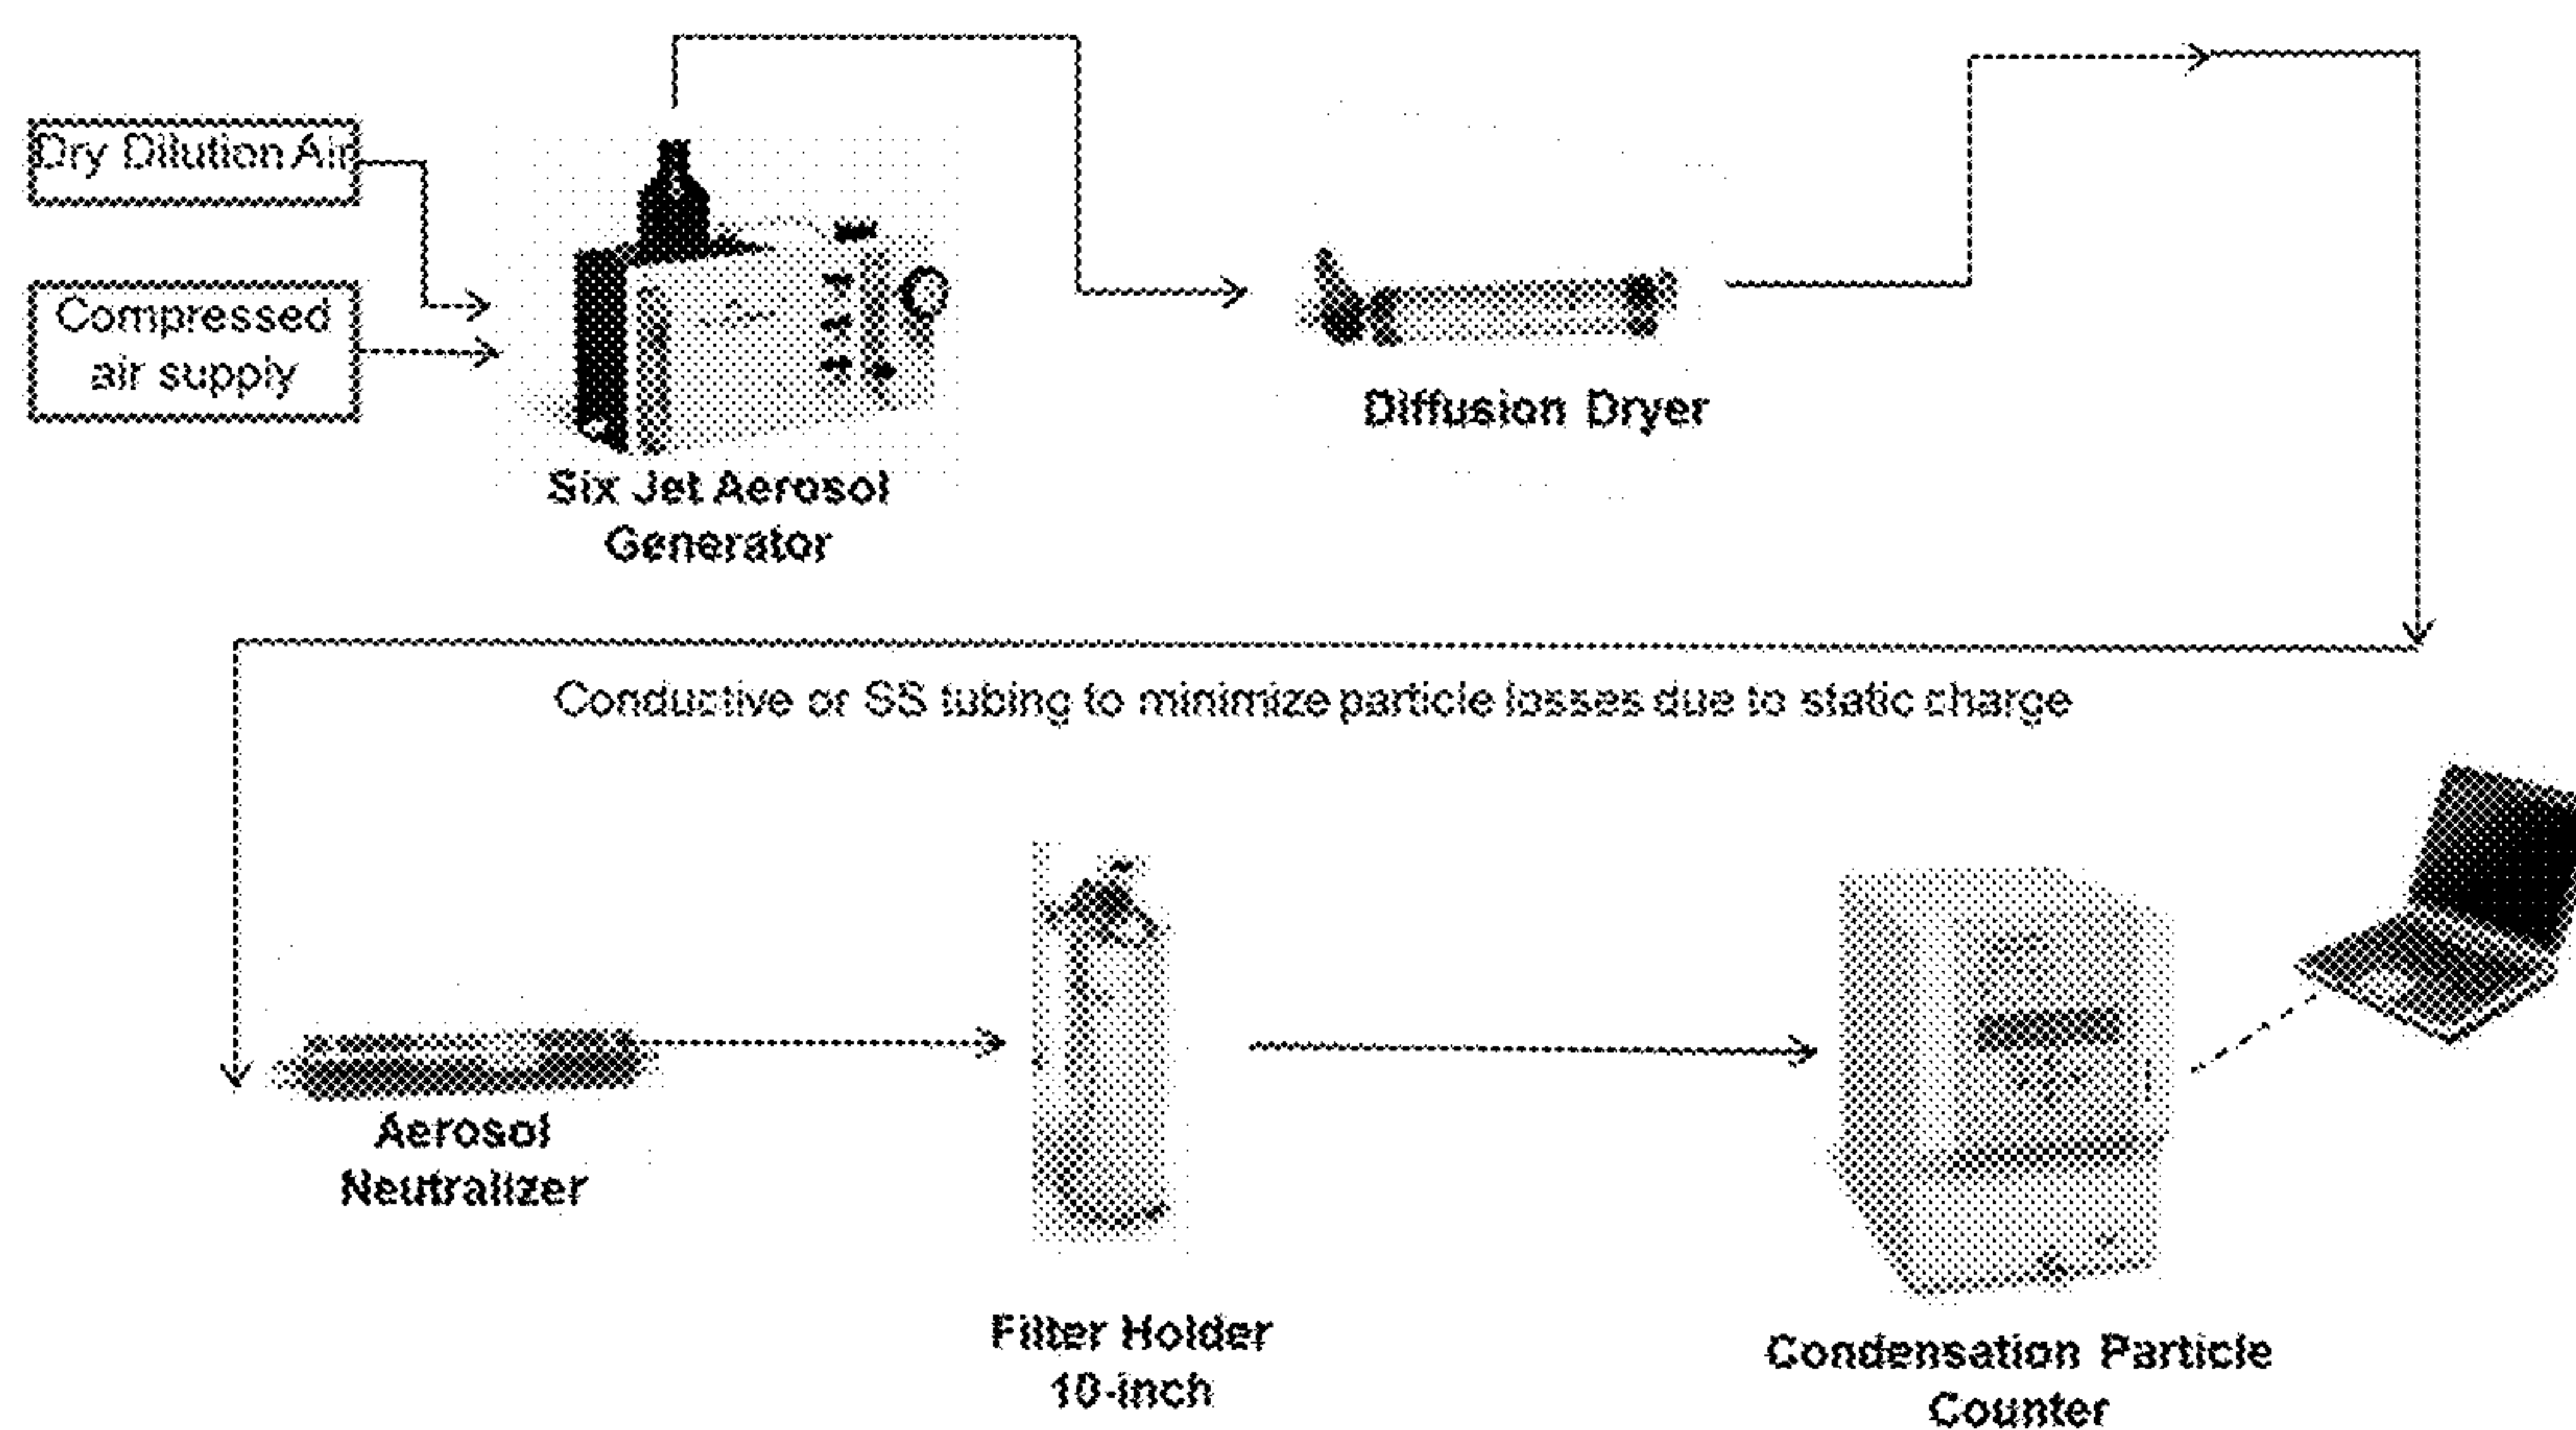 Dry Dilution Air
Compressed
air supply
Six Jet Aerosol
Generator
Diffusion Dryer
Conductive or SS tubing to minimize particle losses due to static charge
Aerosol
Neutralizer
Filter Holder
10-inch
Condensation Particle
Counter